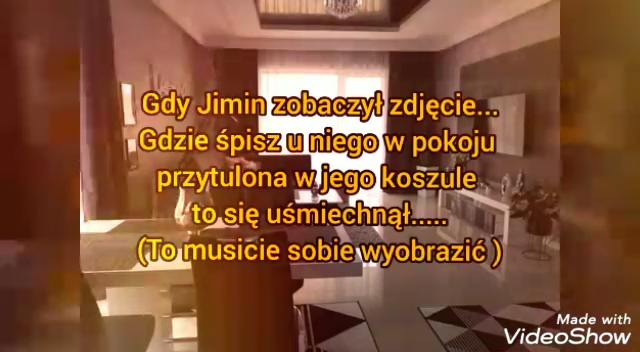 Gdy Jimin zobaczył zdjęcie...
Gdzie śpisz u niego w pokoju
przytulona w jego koszule
to się uśmiechnął.....
(To musicie sobie wyobrazić )
Made with
VideoShow